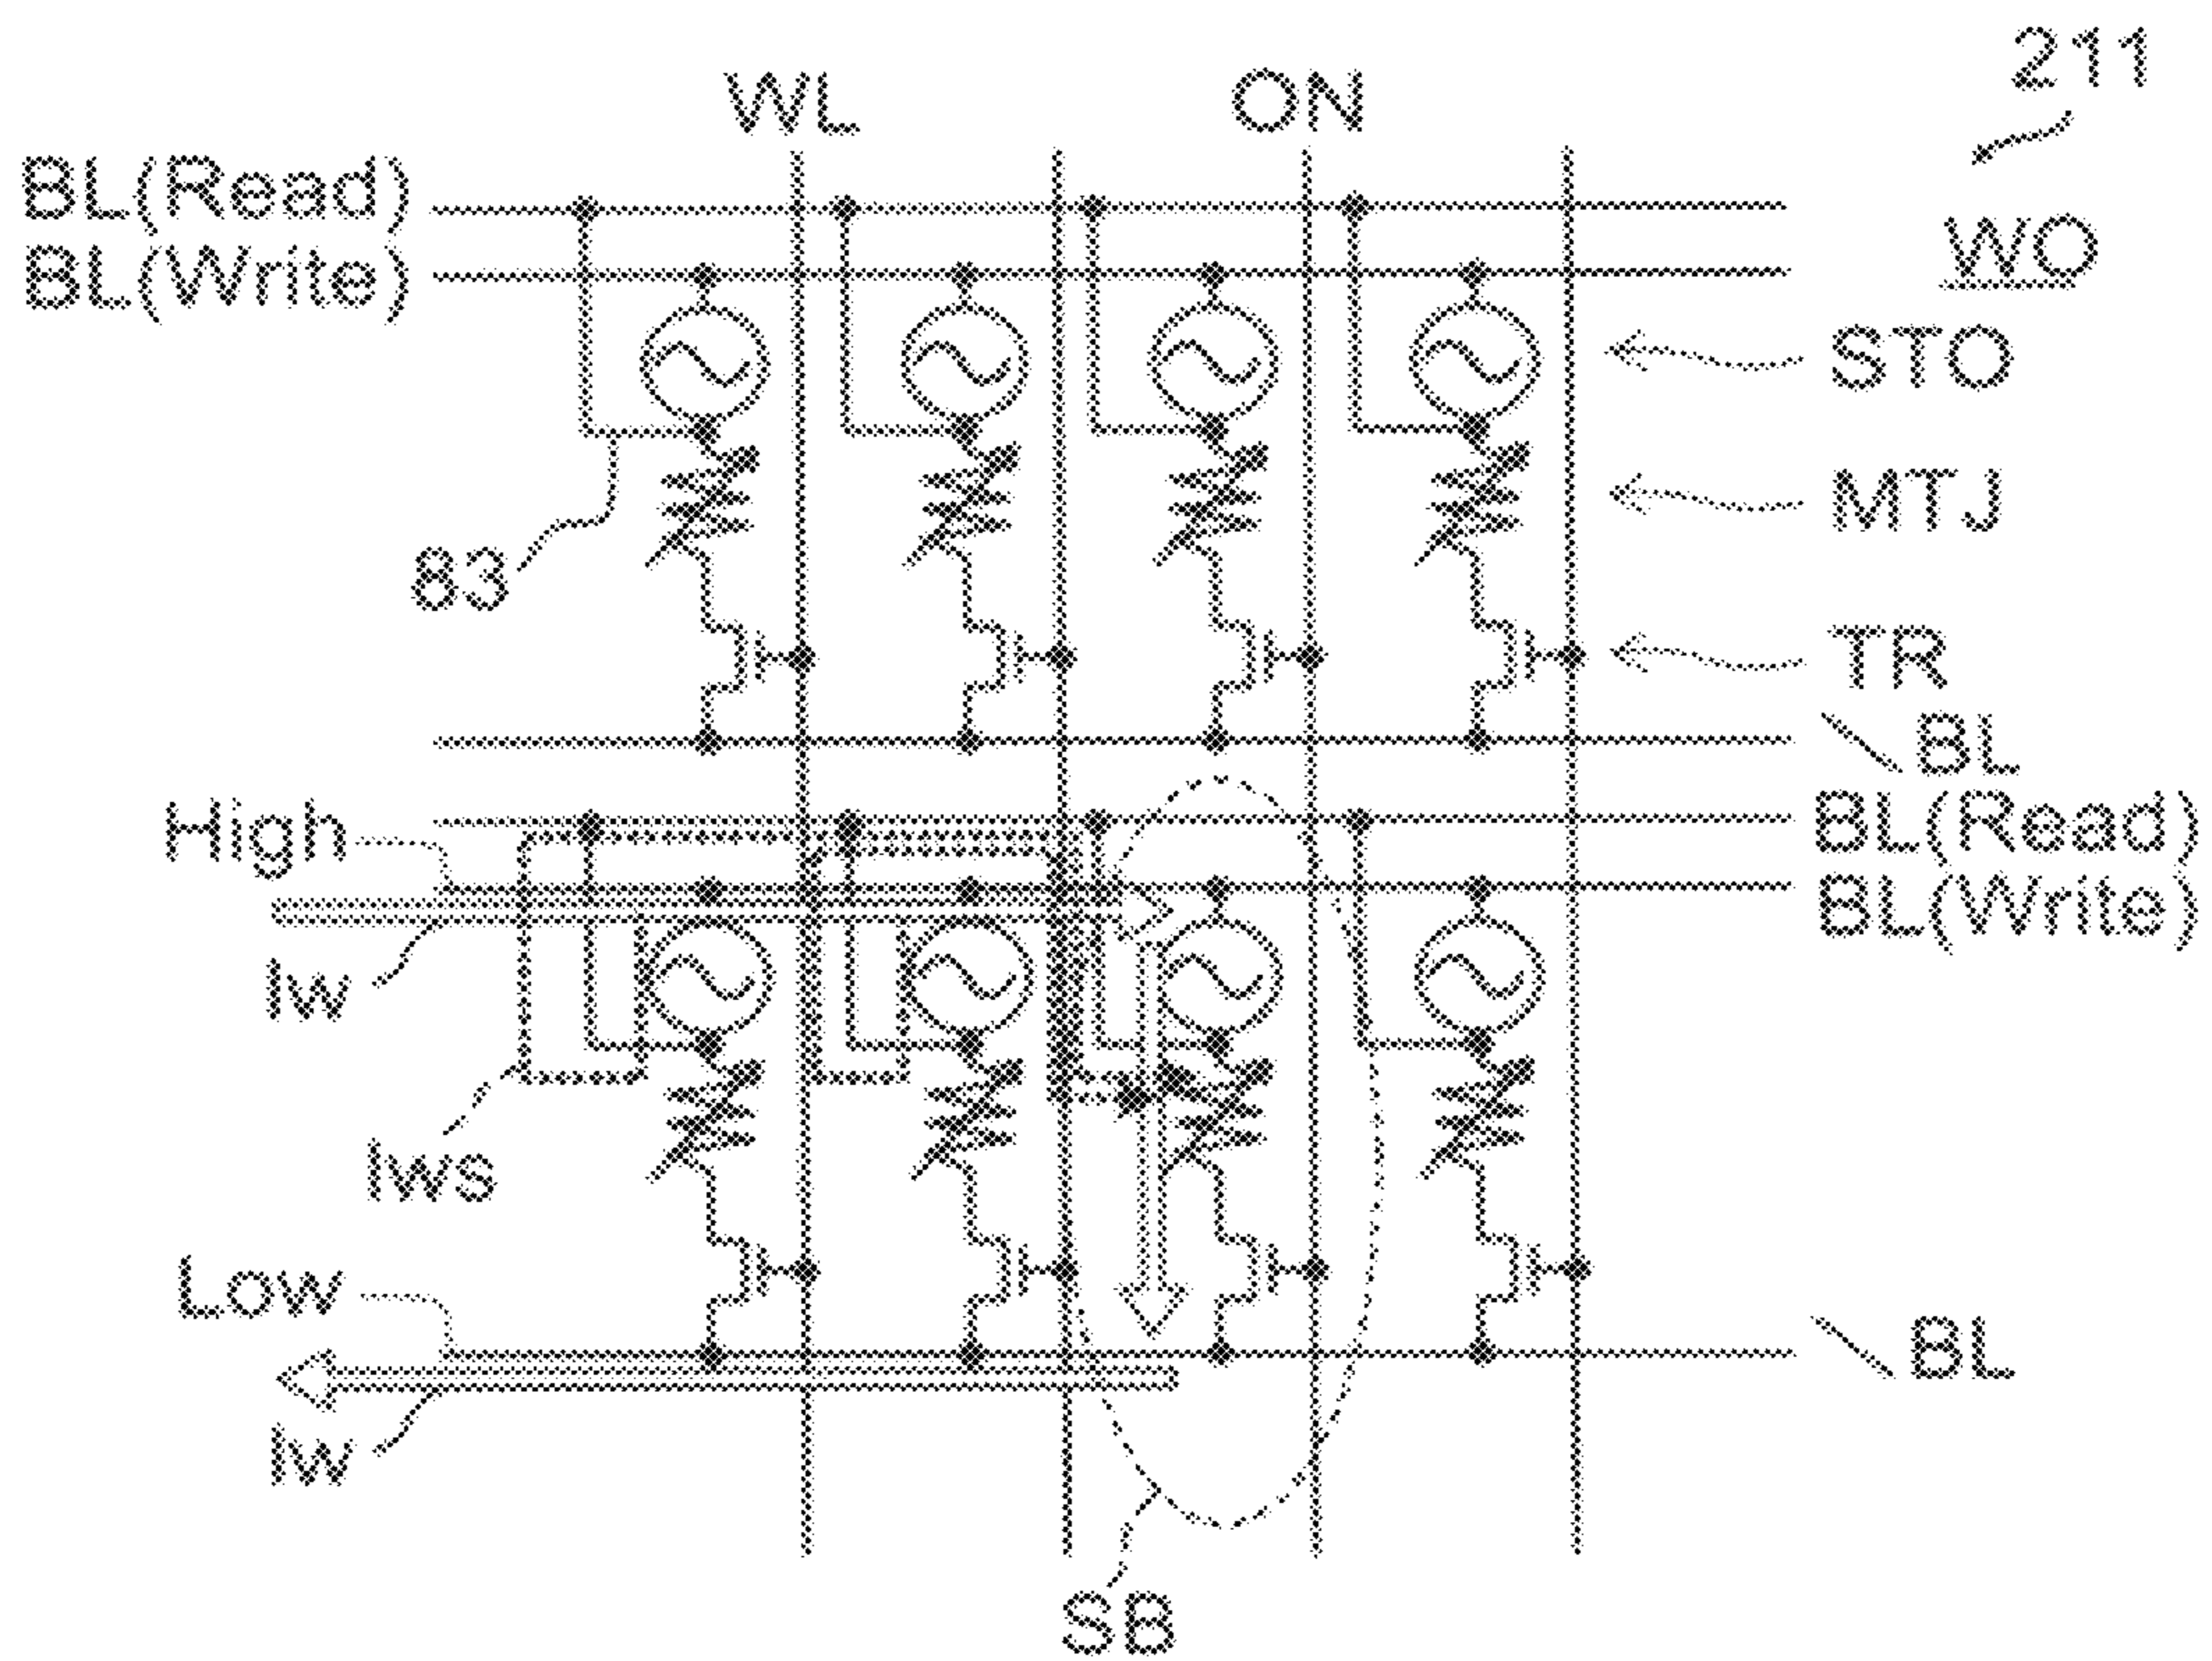 211
WL ON
BL(Read)
BL(Write)
WO
STO
MTJ
83
TR
\BL
High
BL(Read)
BL(Write)
Iw
Iws
Low
\BL
Iw
SB